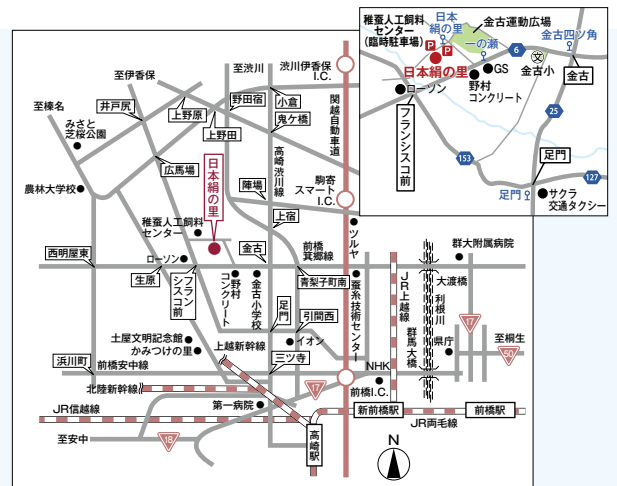 稚蚕人工飼料
センター
(臨時駐車場)
日本
絹の里
金古運動広場
一の瀬
金古四ツ角
P
P
6
日本絹の里
GS
文
金古小
金古
ローソン
野村
コンクリート
フランシスコ前
25
153
足門
127
足門
サクラ
交通タクシー
至渋川
渋川伊香保
I.C.
至伊香保
至榛名
井戸尻
上野原
野田宿
上野田
小倉
鬼ケ橋
関越自動車道
みさと
芝桜公園
広馬場
日本絹の里
高崎渋川線
農林大学校
陣場
駒寄
スマート
I.C.
上宿
稚蚕人工飼料
センター
ツルヤ
群大附属病院
西明屋東
ローソン
金古
前橋
箕郷線
生原
フラン
シスコ前
野村
コンクリート
金古小学校
青梨子町南
蚕糸技術センター
JR上越線
大渡橋
利根川
群馬大橋
17
足門
引間西
イオン
県庁
至桐生
50
土屋文明記念館
かみつけの里
上越新幹線
三ツ寺
浜川町
前橋安中線
NHK
北陸新幹線
17
前橋I.C.
第一病院
JR信越線
新前橋駅
前橋駅
JR両毛線
至安中
18
高崎駅
N